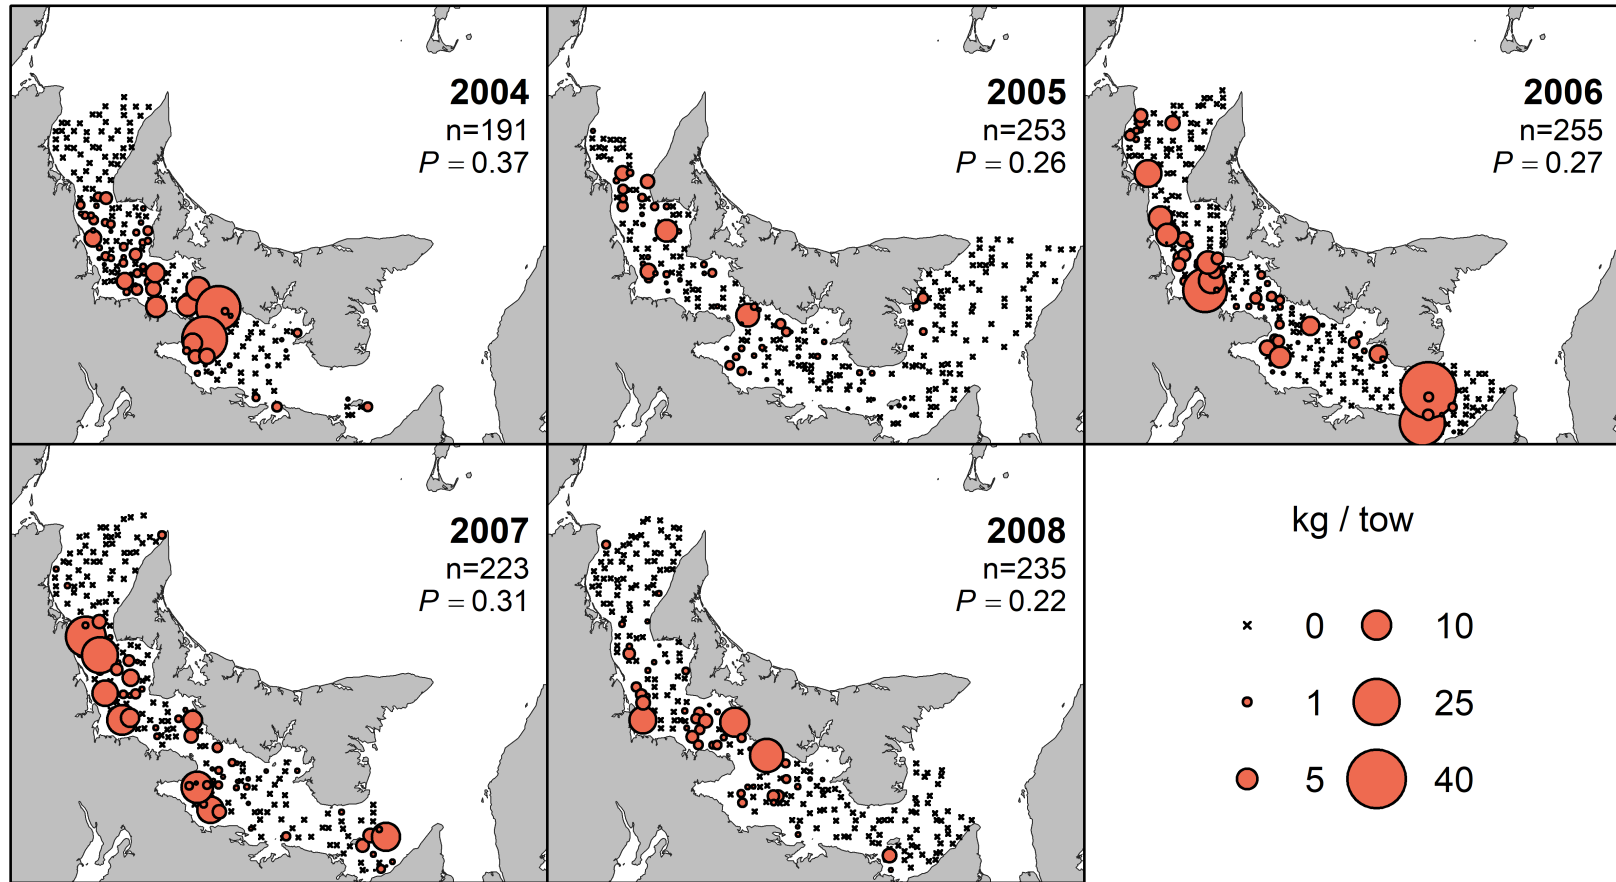 2004
n=191
P = 0.37
2005
n=253
P = 0.26
2006
n=255
P = 0.27
2007
n=223
P = 0.31
2008
n=235
P = 0.22
kg / tow
0 10
1 25
5 40